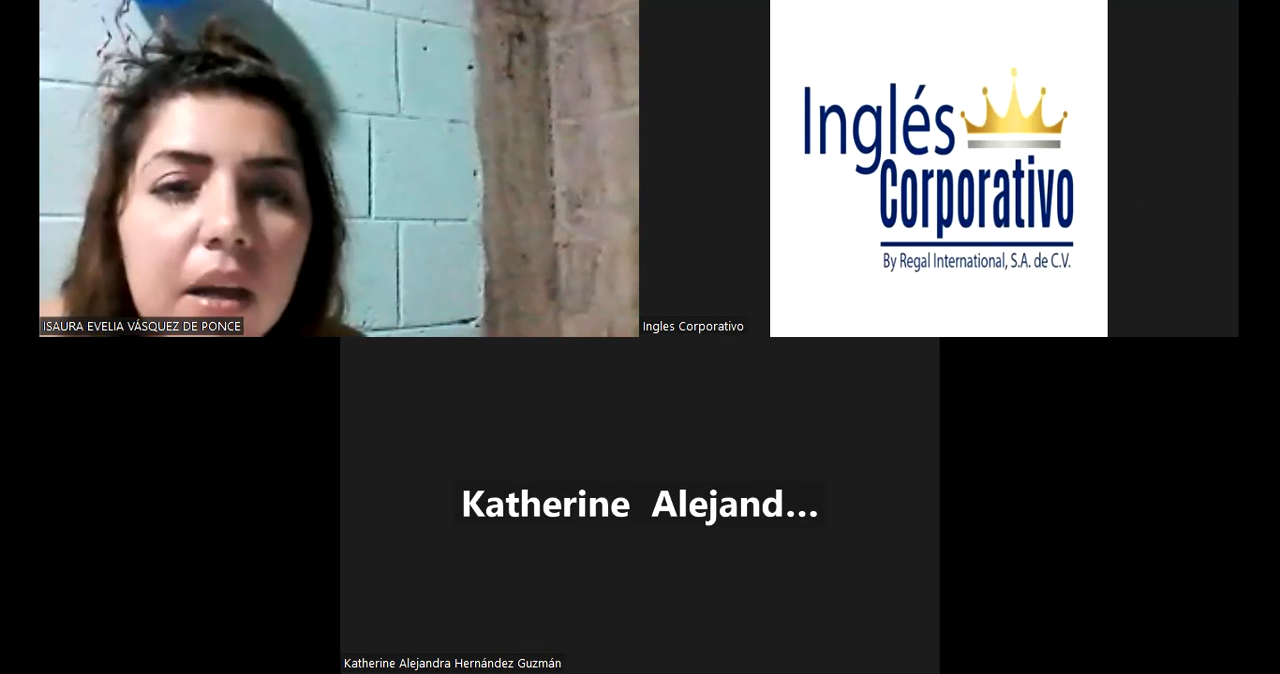 Inglés
Corporativo
By Regal International, S.A. de C.V.
ISAURA EVELIA VÁSQUEZ DE PONCE
Ingles Corporativo
Katherine Alejand...
Katherine Alejandra Hernández Guzmán